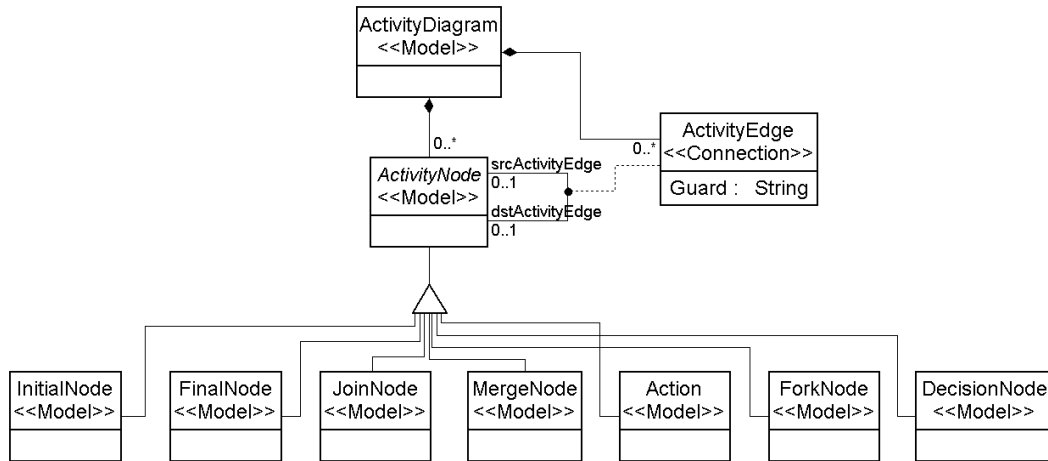 ActivityDiagram
<<Model>>
0..*
ActivityNode
<<Model>>
srcActivityEdge
0..1
dstActivityEdge
0..1
0..*
ActivityEdge
<<Connection>>
Guard : String
InitialNode
<<Model>>
FinalNode
<<Model>>
JoinNode
<<Model>>
MergeNode
<<Model>>
Action
<<Model>>
ForkNode
<<Model>>
DecisionNode
<<Model>>